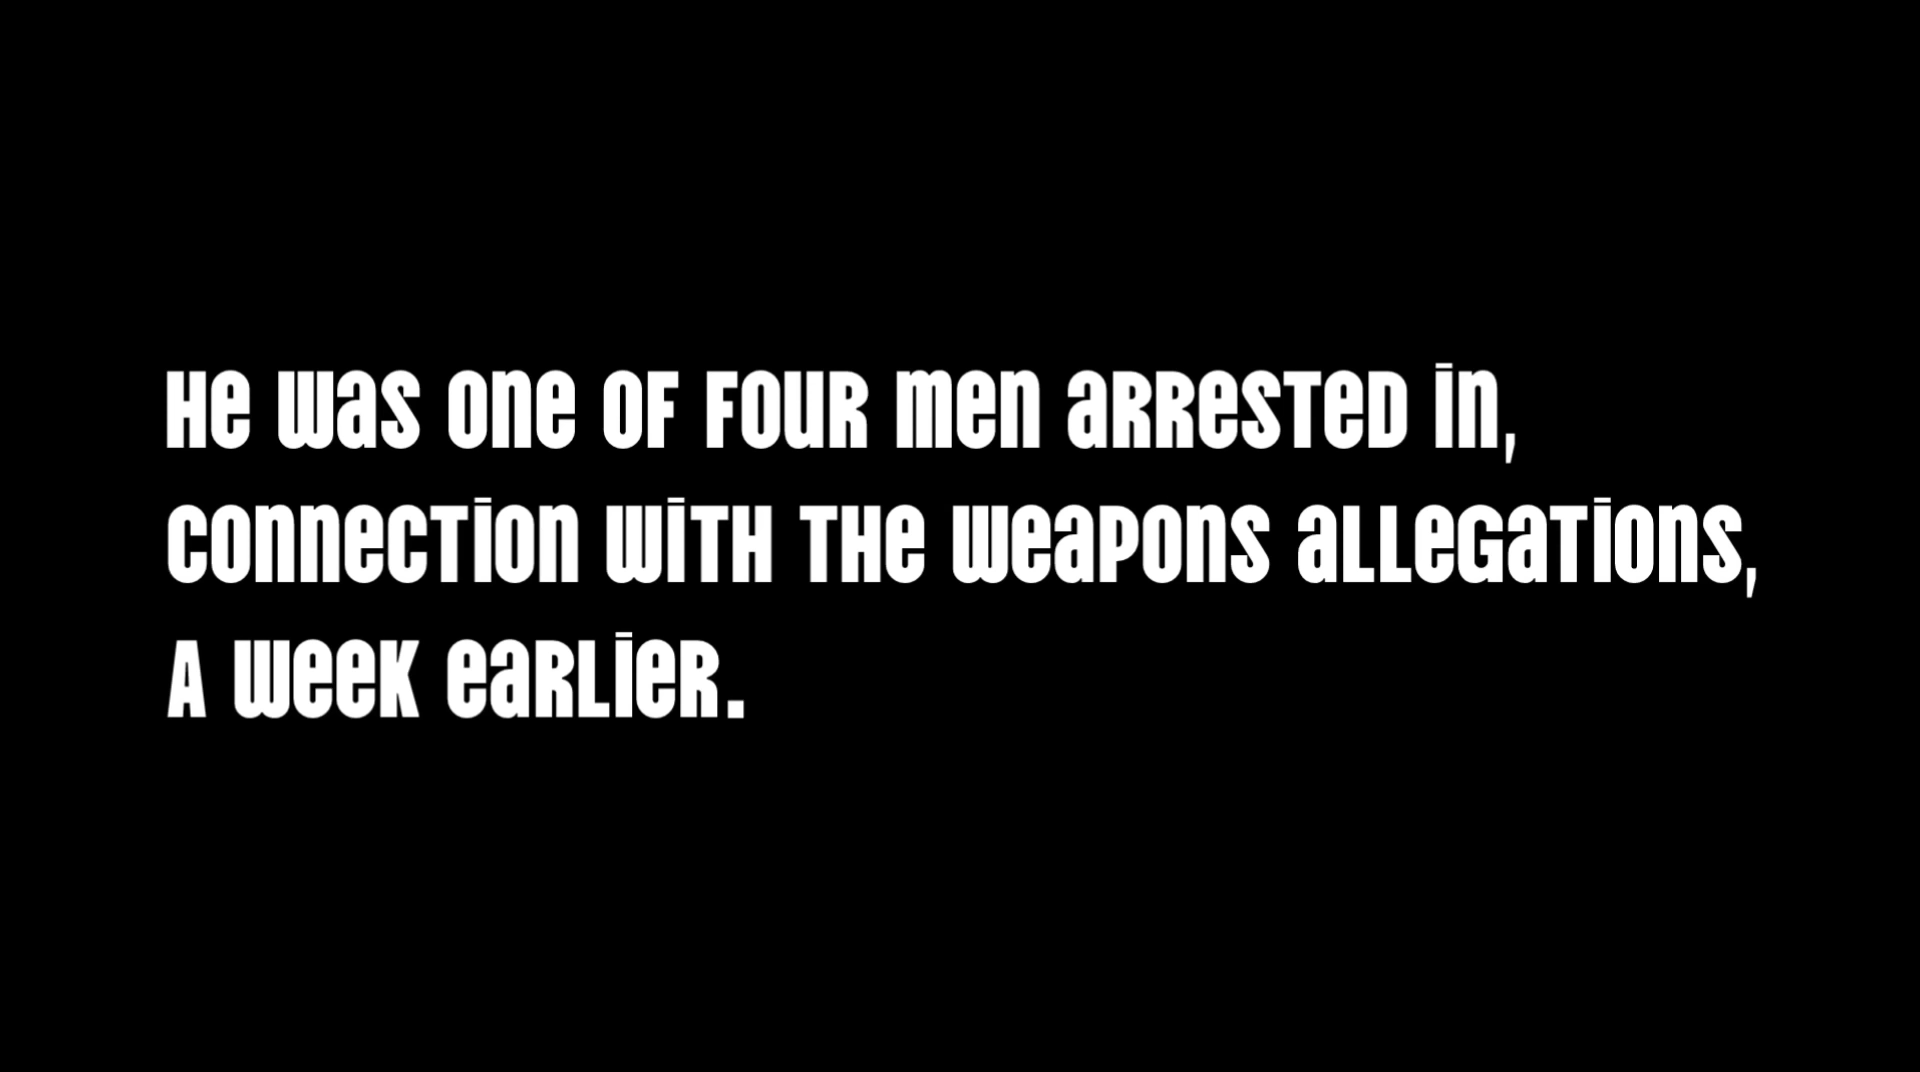 He was one of four men arrested in,
connection with the weapons allegations,
A week earlier.